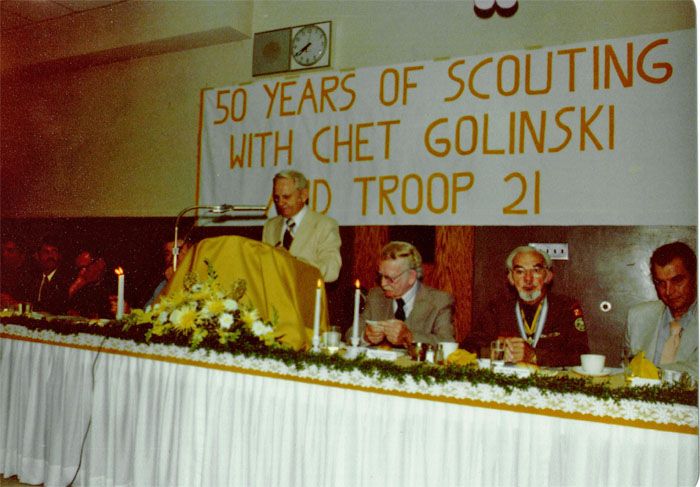 50 YEARS OF SCOUTING
WITH CHET GOLINSKI
TROOP 21